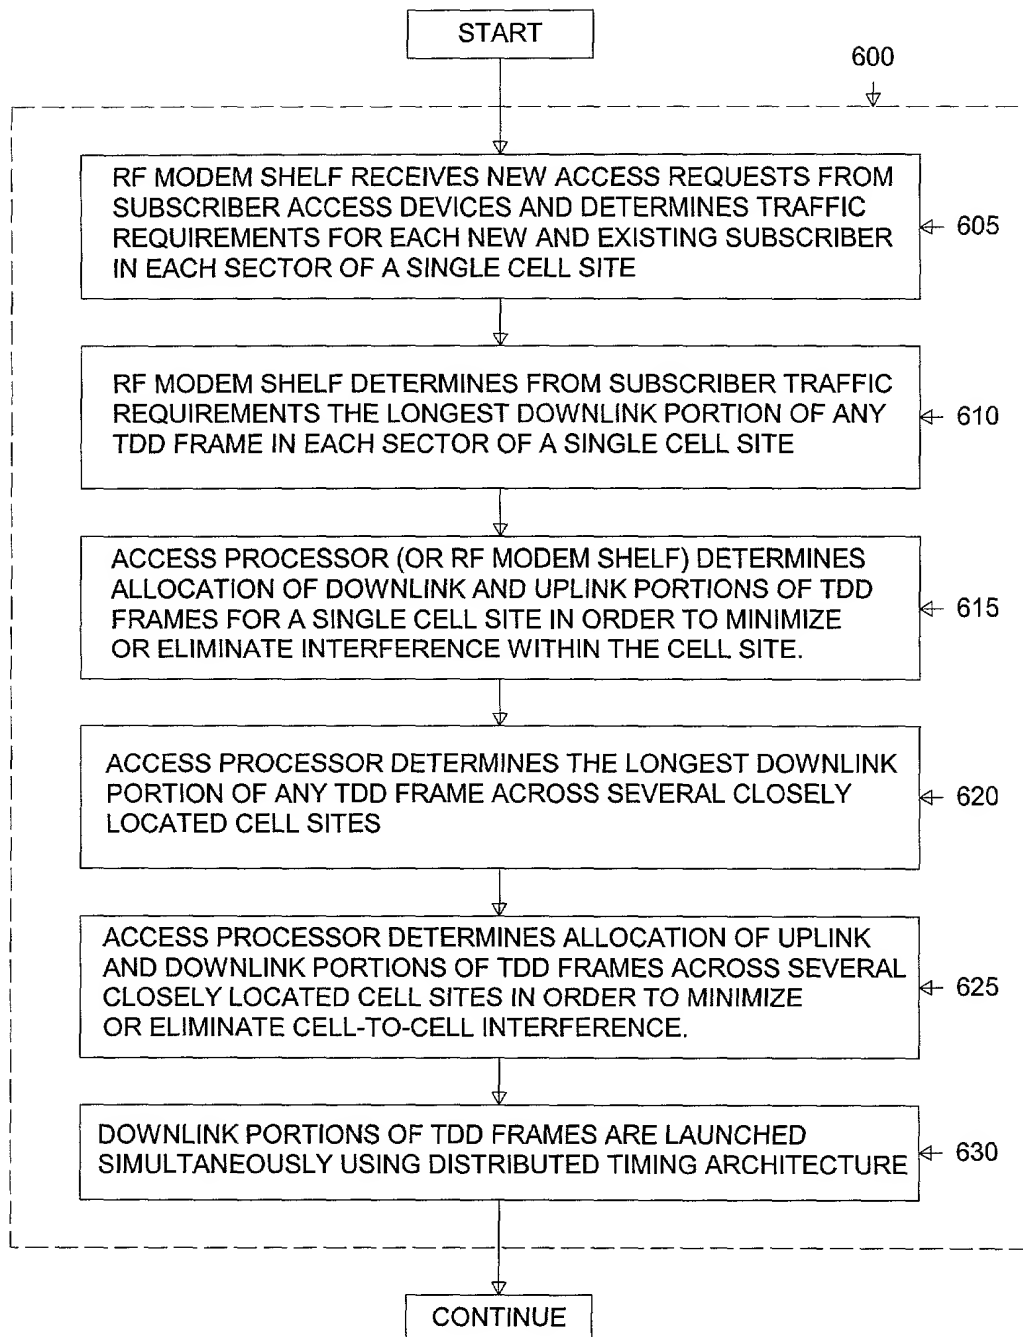 START
600
RF MODEM SHELF RECEIVES NEW ACCESS REQUESTS FROM
SUBSCRIBER ACCESS DEVICES AND DETERMINES TRAFFIC
REQUIREMENTS FOR EACH NEW AND EXISTING SUBSCRIBER
IN EACH SECTOR OF A SINGLE CELL SITE
605
RF MODEM SHELF DETERMINES FROM SUBSCRIBER TRAFFIC
REQUIREMENTS THE LONGEST DOWNLINK PORTION OF ANY
TDD FRAME IN EACH SECTOR OF A SINGLE CELL SITE
610
ACCESS PROCESSOR (OR RF MODEM SHELF) DETERMINES
ALLOCATION OF DOWNLINK AND UPLINK PORTIONS OF TDD
FRAMES FOR A SINGLE CELL SITE IN ORDER TO MINIMIZE
OR ELIMINATE INTERFERENCE WITHIN THE CELL SITE.
615
ACCESS PROCESSOR DETERMINES THE LONGEST DOWNLINK
PORTION OF ANY TDD FRAME ACROSS SEVERAL CLOSELY
LOCATED CELL SITES
620
ACCESS PROCESSOR DETERMINES ALLOCATION OF UPLINK
AND DOWNLINK PORTIONS OF TDD FRAMES ACROSS SEVERAL
CLOSELY LOCATED CELL SITES IN ORDER TO MINIMIZE
OR ELIMINATE CELL-TO-CELL INTERFERENCE.
625
DOWNLINK PORTIONS OF TDD FRAMES ARE LAUNCHED
SIMULTANEOUSLY USING DISTRIBUTED TIMING ARCHITECTURE
630
CONTINUE